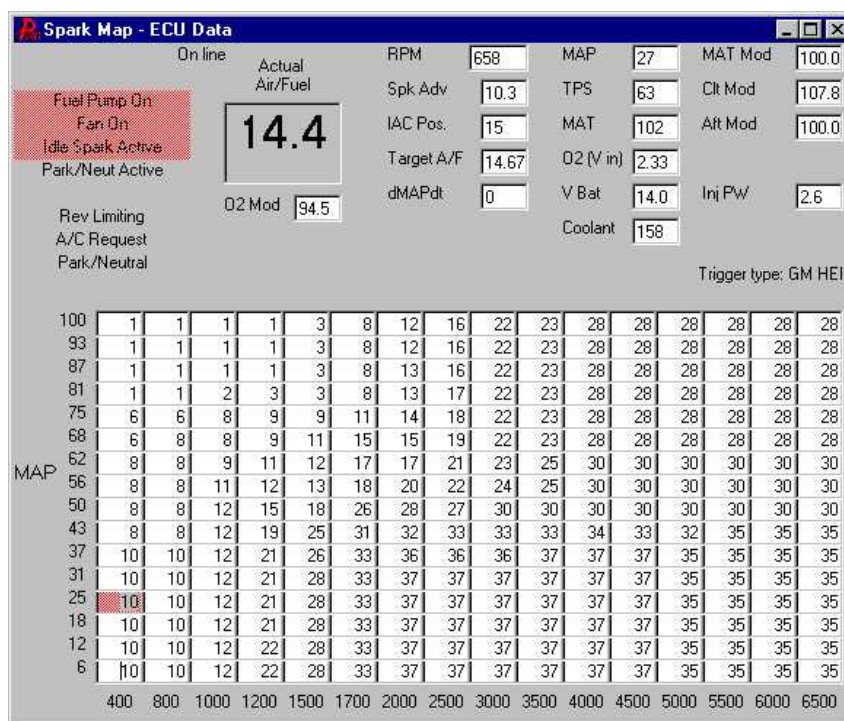 Spark Map - ECU Data
On line
Actual
Air/Fuel
14.4
O2 Mod 94.5
Fuel Pump On
Fan On
Idle Spark Active
Park/Neut Active
Rev Limiting
A/C Request
Park/Neutral
RPM 658 MAP 27 MAT Mod 100.0
Spk Adv 10.3 TPS 63 Clt Mod 107.8
IAC Pos. 15 MAT 102 Aft Mod 100.0
Target A/F 14.67 O2 (V in) 2.33
dMAPdt 0 V Bat 14.0 Inj PW 2.6
Coolant 158
Trigger type: GM HEI
100 1 1 1 1 3 8 12 16 22 23 28 28 28 28 28 28
93 1 1 1 1 3 8 12 16 22 23 28 28 28 28 28 28
87 1 1 1 1 3 8 13 16 22 23 28 28 28 28 28 28
81 1 1 2 3 3 8 13 17 22 23 28 28 28 28 28 28
75 6 6 8 9 9 11 14 18 22 23 28 28 28 28 28 28
68 6 8 8 9 11 15 15 19 22 23 28 28 28 28 28 28
MAP
62 8 8 9 11 12 17 17 21 23 25 30 30 30 30 30 30
56 8 8 11 12 13 18 20 22 24 25 30 30 30 30 30 30
50 8 8 12 15 18 26 28 27 30 30 30 30 30 30 30 30
43 8 8 12 19 25 31 32 33 33 33 34 33 32 35 35 35
37 10 10 12 21 26 33 36 36 36 37 37 37 35 35 35 35
31 10 10 12 21 28 33 37 37 37 37 37 37 35 35 35 35
25 10 10 12 21 28 33 37 37 37 37 37 37 35 35 35 35
18 10 10 12 21 28 33 37 37 37 37 37 37 35 35 35 35
12 10 10 12 22 28 33 37 37 37 37 37 37 35 35 35 35
6 10 10 12 22 28 33 37 37 37 37 37 37 35 35 35 35
400 800 1000 1200 1500 1700 2000 2500 3000 3500 4000 4500 5000 5500 6000 6500